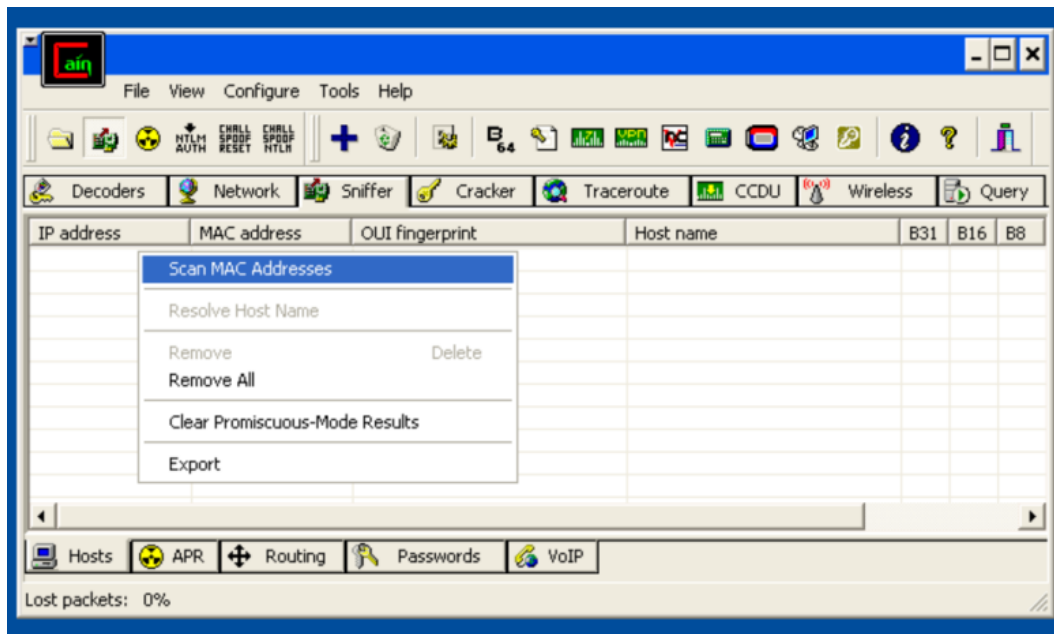 Caín
File View Configure Tools Help
NTLM AUTH CHALL SPOOF RESET CHALL SPOOF NTLM B 64
Decoders Network Sniffer Cracker Traceroute CCDU Wireless Query
IP address MAC address OUI fingerprint Host name B31 B16 B8
Scan MAC Addresses
Resolve Host Name
Remove Delete
Remove All
Clear Promiscuous-Mode Results
Export
Hosts APR Routing Passwords VoIP
Lost packets: 0%